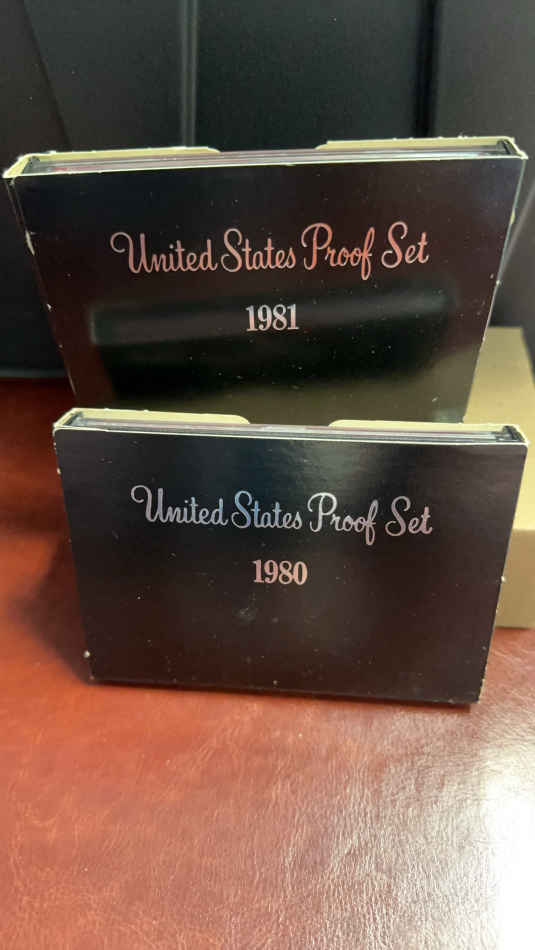 United States Proof Set
1981
United States Proof Set
1980